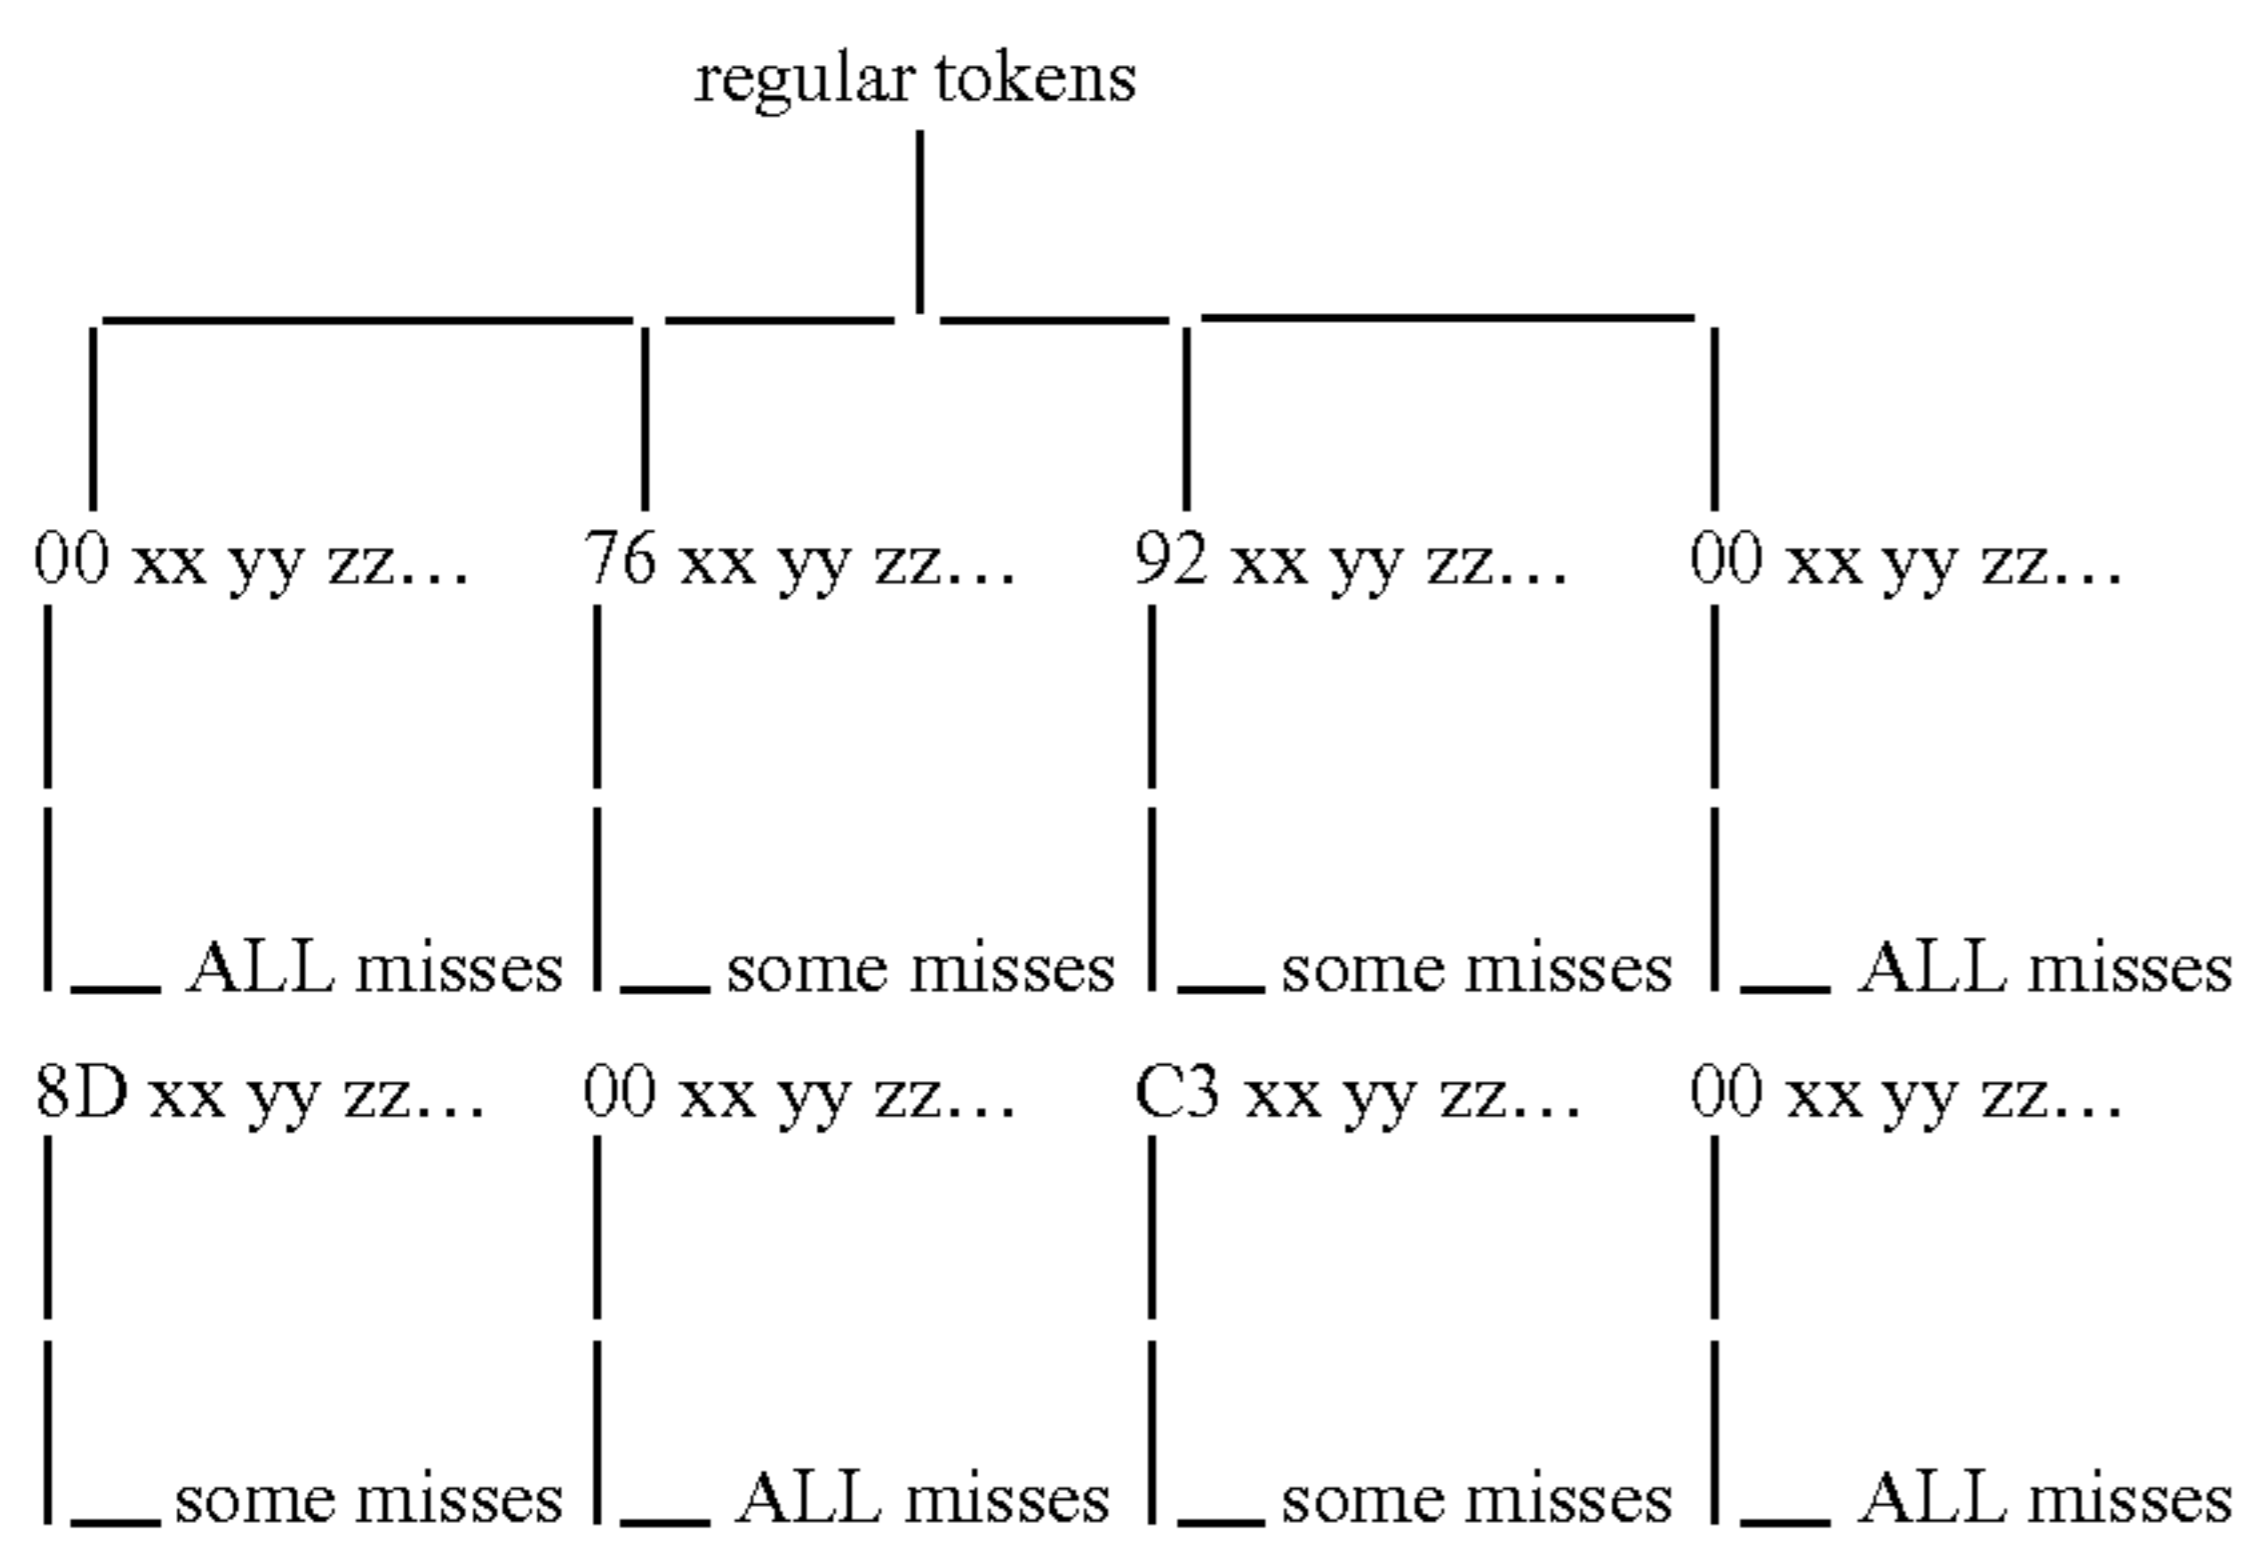 regular tokens
00 xx yy zz… 76 xx yy zz… 92 xx yy zz… 00 xx yy zz…
ALL misses some misses some misses ALL misses
8D xx yy zz… 00 xx yy zz… C3 xx yy zz… 00 xx yy zz…
some misses ALL misses some misses ALL misses